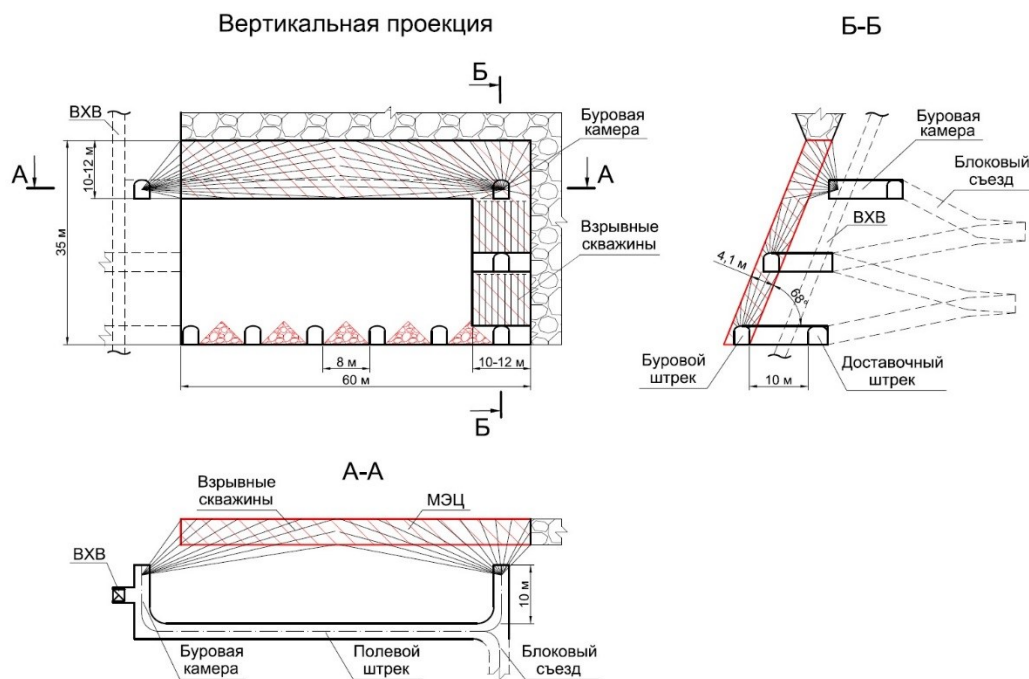 Вертикальная проекция
Б-Б
Б
ВХВ
Буровая
камера
А
А
10-12 м
35 м
Взрывные
скважины
8 м
60 м
10-12 м
Б
Буровая
камера
Блоковый
съезд
ВХВ
4,1 м
68°
Буровой
штрек
10 м
Доставочный
штрек
А-А
Взрывные
скважины
МЭЦ
ВХВ
10 м
Буровая
камера
Полевой
штрек
Блоковый
съезд